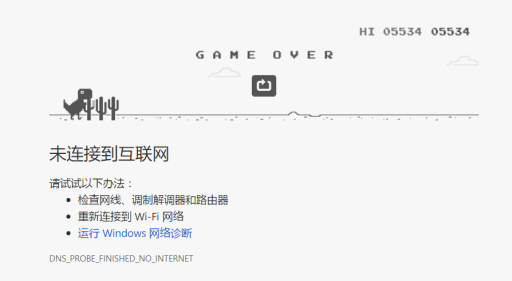 HI 05534 05534
GAME OVER
未连接到互联网
请试试以下办法：
检查网线、调制解调器和路由器
重新连接到 Wi-Fi 网络
运行 Windows 网络诊断
DNS_PROBE_FINISHED_NO_INTERNET